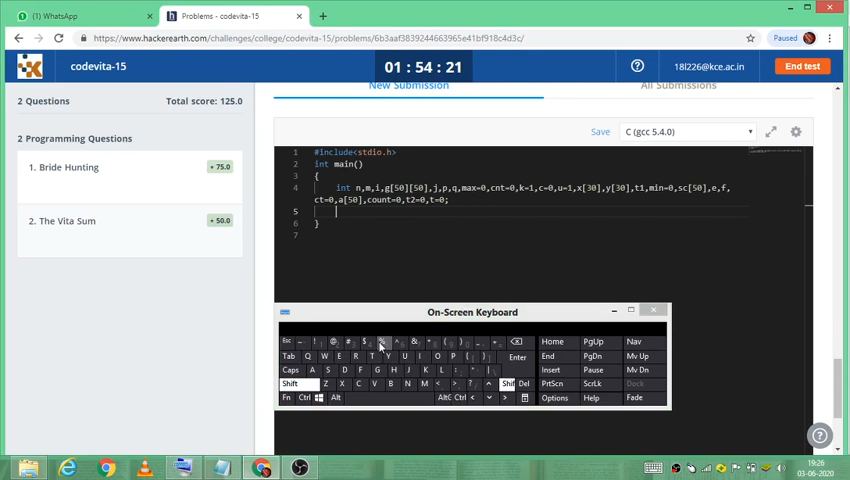 (1) WhatsApp
Problems - codevita-15
https://www.hackerearth.com/challenges/college/codevita-15/problems/6b3aaf3839244663965e41bf918c4d3c/
Paused
codevita-15
01 : 54 : 21
18l226@kce.ac.in
End test
2 Questions
Total score: 125.0
2 Programming Questions
1. Bride Hunting
+ 75.0
2. The Vita Sum
+ 50.0
New Submission
All Submissions
Save
C (gcc 5.4.0)
1 #include<stdio.h>
2 int main()
3 {
4 int n,m,i,g[50][50],j,p,q,max=0,cnt=0,k=1,c=0,u=1,x[30],y[30],t1,min=0,sc[50],e,f,
ct=0,a[50],count=0,t2=0,t=0;
5
6 }
7
On-Screen Keyboard
Esc ! @ # $ % ^ & * ( ) Home PgUp Nav
Tab Q W E R T Y U I O P Enter End PgDn Mv Up
Caps A S D F G H J K L Insert Pause Mv Dn
Shift Z X C V B N M < > ? Shif Del PrtScn ScrLk Dock
Fn Ctrl Alt AltG Ctrl Options Help Fade
19:26
03-06-2020